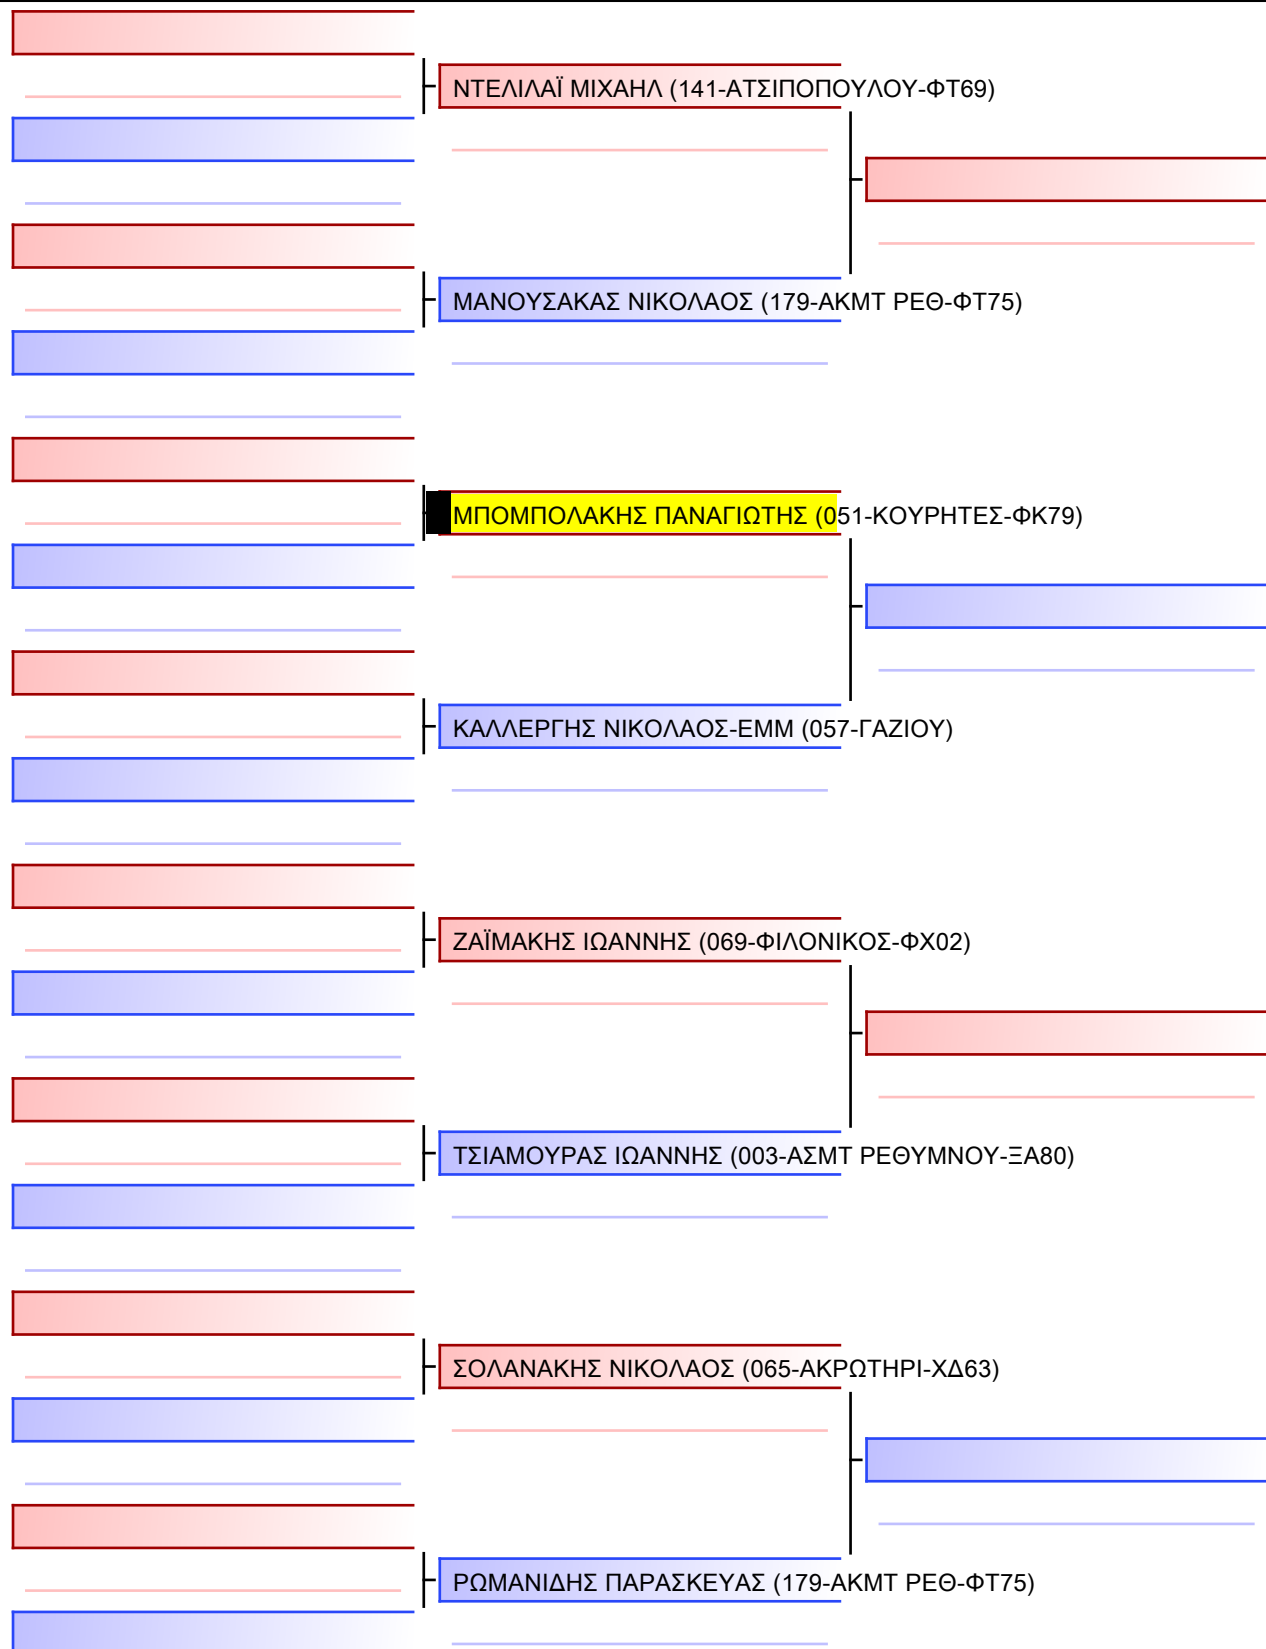 ΝΤΕΛΙΛΑΪ ΜΙΧΑΗΛ (141-ΑΤΣΙΠΟΠΟΥΛΟΥ-ΦΤ69)
ΜΑΝΟΥΣΑΚΑΣ ΝΙΚΟΛΑΟΣ (179-ΑΚΜΤ ΡΕΘ-ΦΤ75)
ΜΠΟΜΠΟΛΑΚΗΣ ΠΑΝΑΓΙΩΤΗΣ (051-ΚΟΥΡΗΤΕΣ-ΦΚ79)
ΚΑΛΛΕΡΓΗΣ ΝΙΚΟΛΑΟΣ-ΕΜΜ (057-ΓΑΖΙΟΥ)
ΖΑΪΜΑΚΗΣ ΙΩΑΝΝΗΣ (069-ΦΙΛΟΝΙΚΟΣ-ΦΧ02)
ΤΣΙΑΜΟΥΡΑΣ ΙΩΑΝΝΗΣ (003-ΑΣΜΤ ΡΕΘΥΜΝΟΥ-ΞΑ80)
ΣΟΛΑΝΑΚΗΣ ΝΙΚΟΛΑΟΣ (065-ΑΚΡΩΤΗΡΙ-ΧΔ63)
ΡΩΜΑΝΙΔΗΣ ΠΑΡΑΣΚΕΥΑΣ (179-ΑΚΜΤ ΡΕΘ-ΦΤ75)